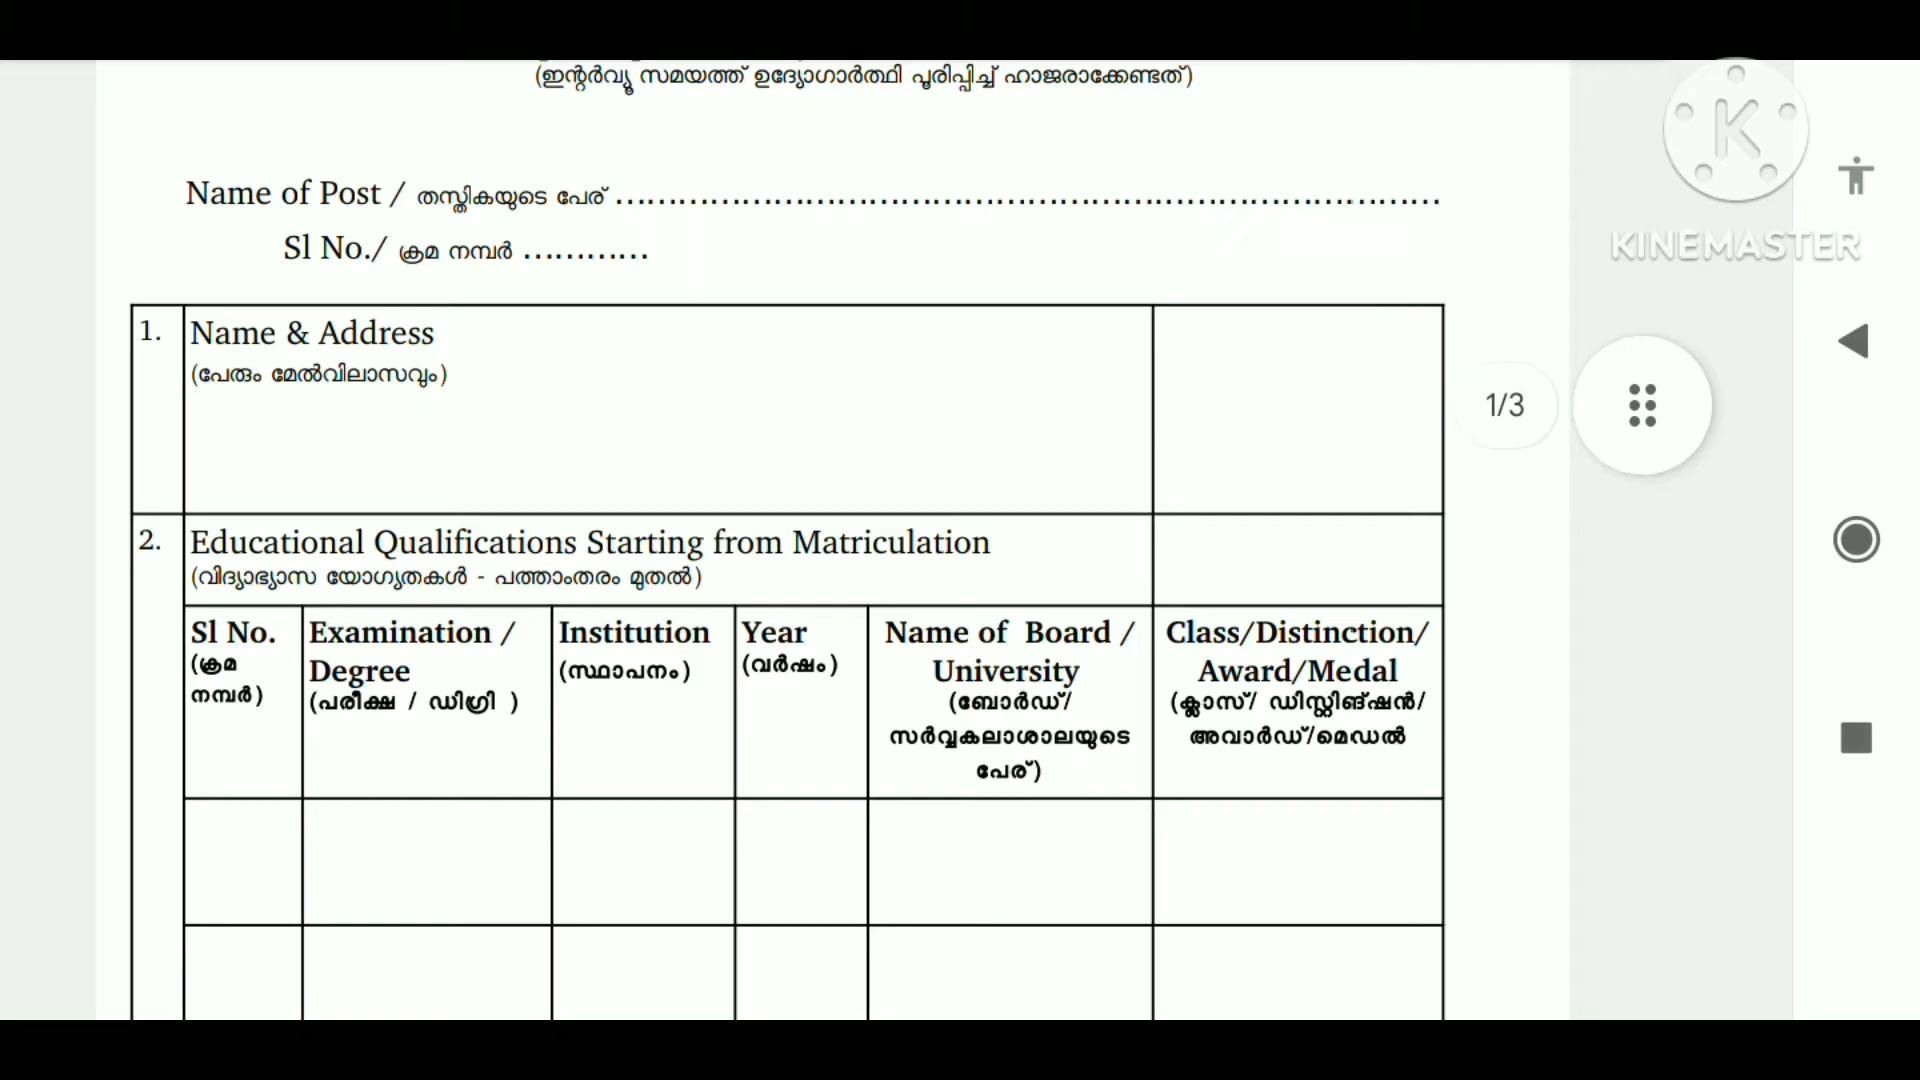 (ഇന്റർവ്യൂ സമയത്ത് ഉദ്യോഗാർത്ഥി പൂരിപ്പിച്ച് ഹാജരാക്കേണ്ടത്)
Name of Post / തസ്തികയുടെ പേര് ..............................................................................
Sl No./ ക്രമ നമ്പർ ............
1. Name & Address
(പേരും മേൽവിലാസവും)
2. Educational Qualifications Starting from Matriculation
(വിദ്യാഭ്യാസ യോഗ്യതകൾ - പത്താംതരം മുതൽ)
Sl No.
(ക്രമ
നമ്പർ)
Examination /
Degree
(പരീക്ഷ / ഡിഗ്രി )
Institution
(സ്ഥാപനം)
Year
(വർഷം)
Name of Board /
University
(ബോർഡ്/
സർവ്വകലാശാലയുടെ
പേര്)
Class/Distinction/
Award/Medal
(ക്ലാസ്/ ഡിസ്റ്റിങ്ഷൻ/
അവാർഡ്/മെഡൽ
1/3
K
KINEMASTER